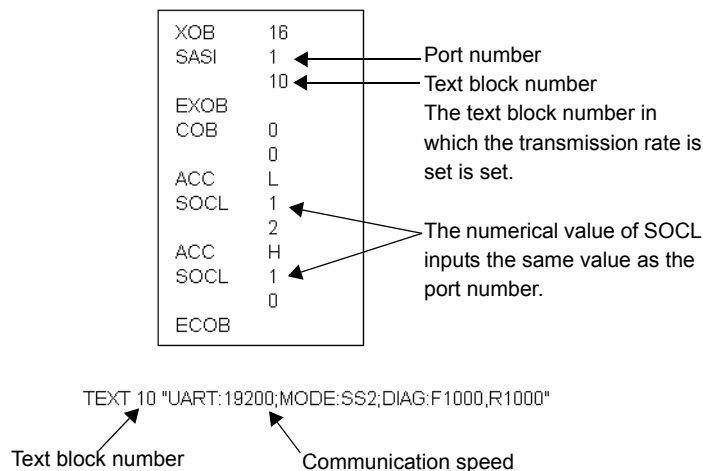 XOB 16
SASI 1
10
EXOB
COB 0
0
ACC L
SOCL 1
2
ACC H
SOCL 1
0
ECOB
Port number
Text block number
The text block number in
which the transmission rate is
set is set.
The numerical value of SOCL
inputs the same value as the
port number.
TEXT 10 "UART:19200;MODE:SS2;DIAG:F1000,R1000"
Text block number
Communication speed